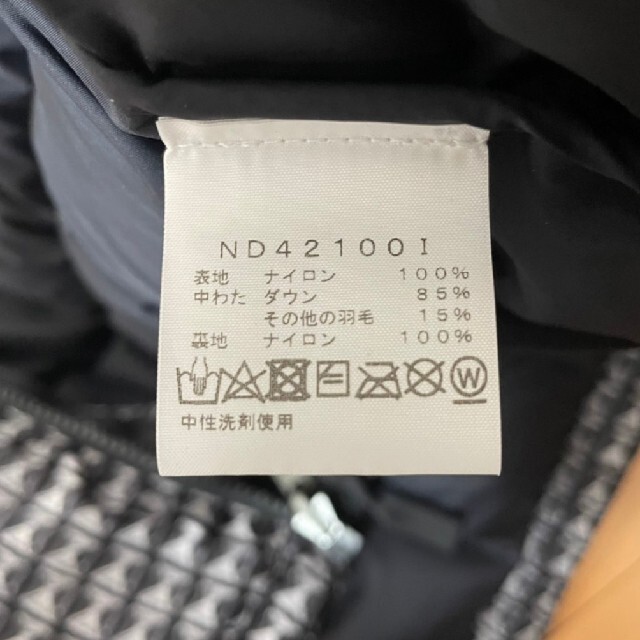 ND42100I
表地 ナイロン 100%
中わた ダウン 85%
その他の羽毛 15%
裏地 ナイロン 100%
W
中性洗剤使用